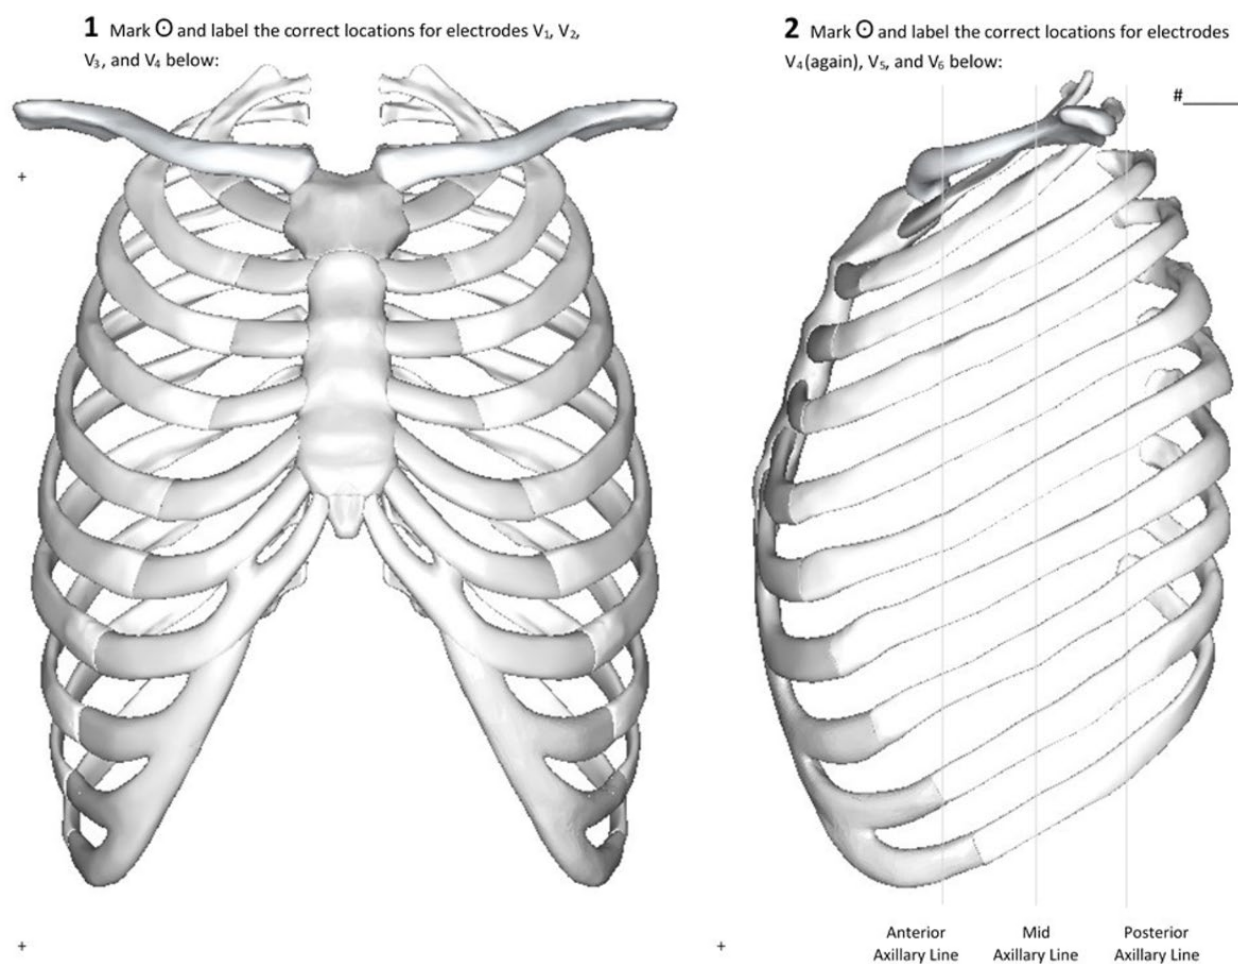 1 Mark ⊙ and label the correct locations for electrodes V₁, V₂,
V₃, and V₄ below:
2 Mark ⊙ and label the correct locations for electrodes
V₄ (again), V₅, and V₆ below:
#______
+
+
+
Anterior
Axillary Line
Mid
Axillary Line
Posterior
Axillary Line